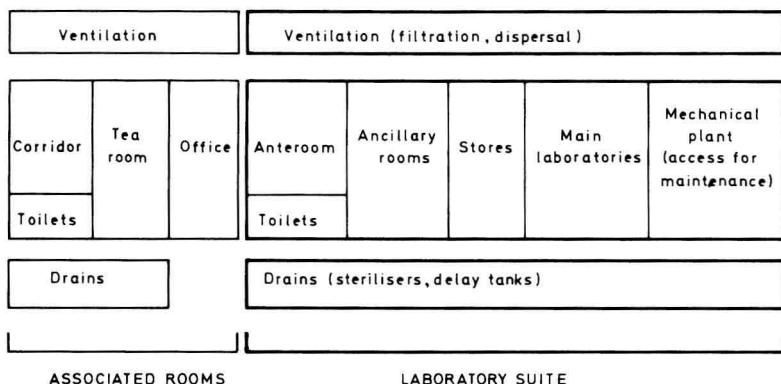 Ventilation
Ventilation (filtration, dispersal)
Corridor
Toilets
Tea
room
Office
Anteroom
Toilets
Ancillary
rooms
Stores
Main
laboratories
Mechanical
plant
(access for
maintenance)
Drains
Drains (sterilisers, delay tanks)
ASSOCIATED ROOMS
LABORATORY SUITE